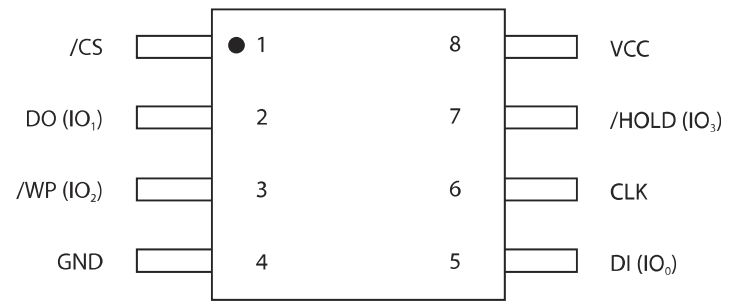 /CS 1 8 VCC
DO (IO₁) 2 7 /HOLD (IO₃)
/WP (IO₂) 3 6 CLK
GND 4 5 DI (IO₀)